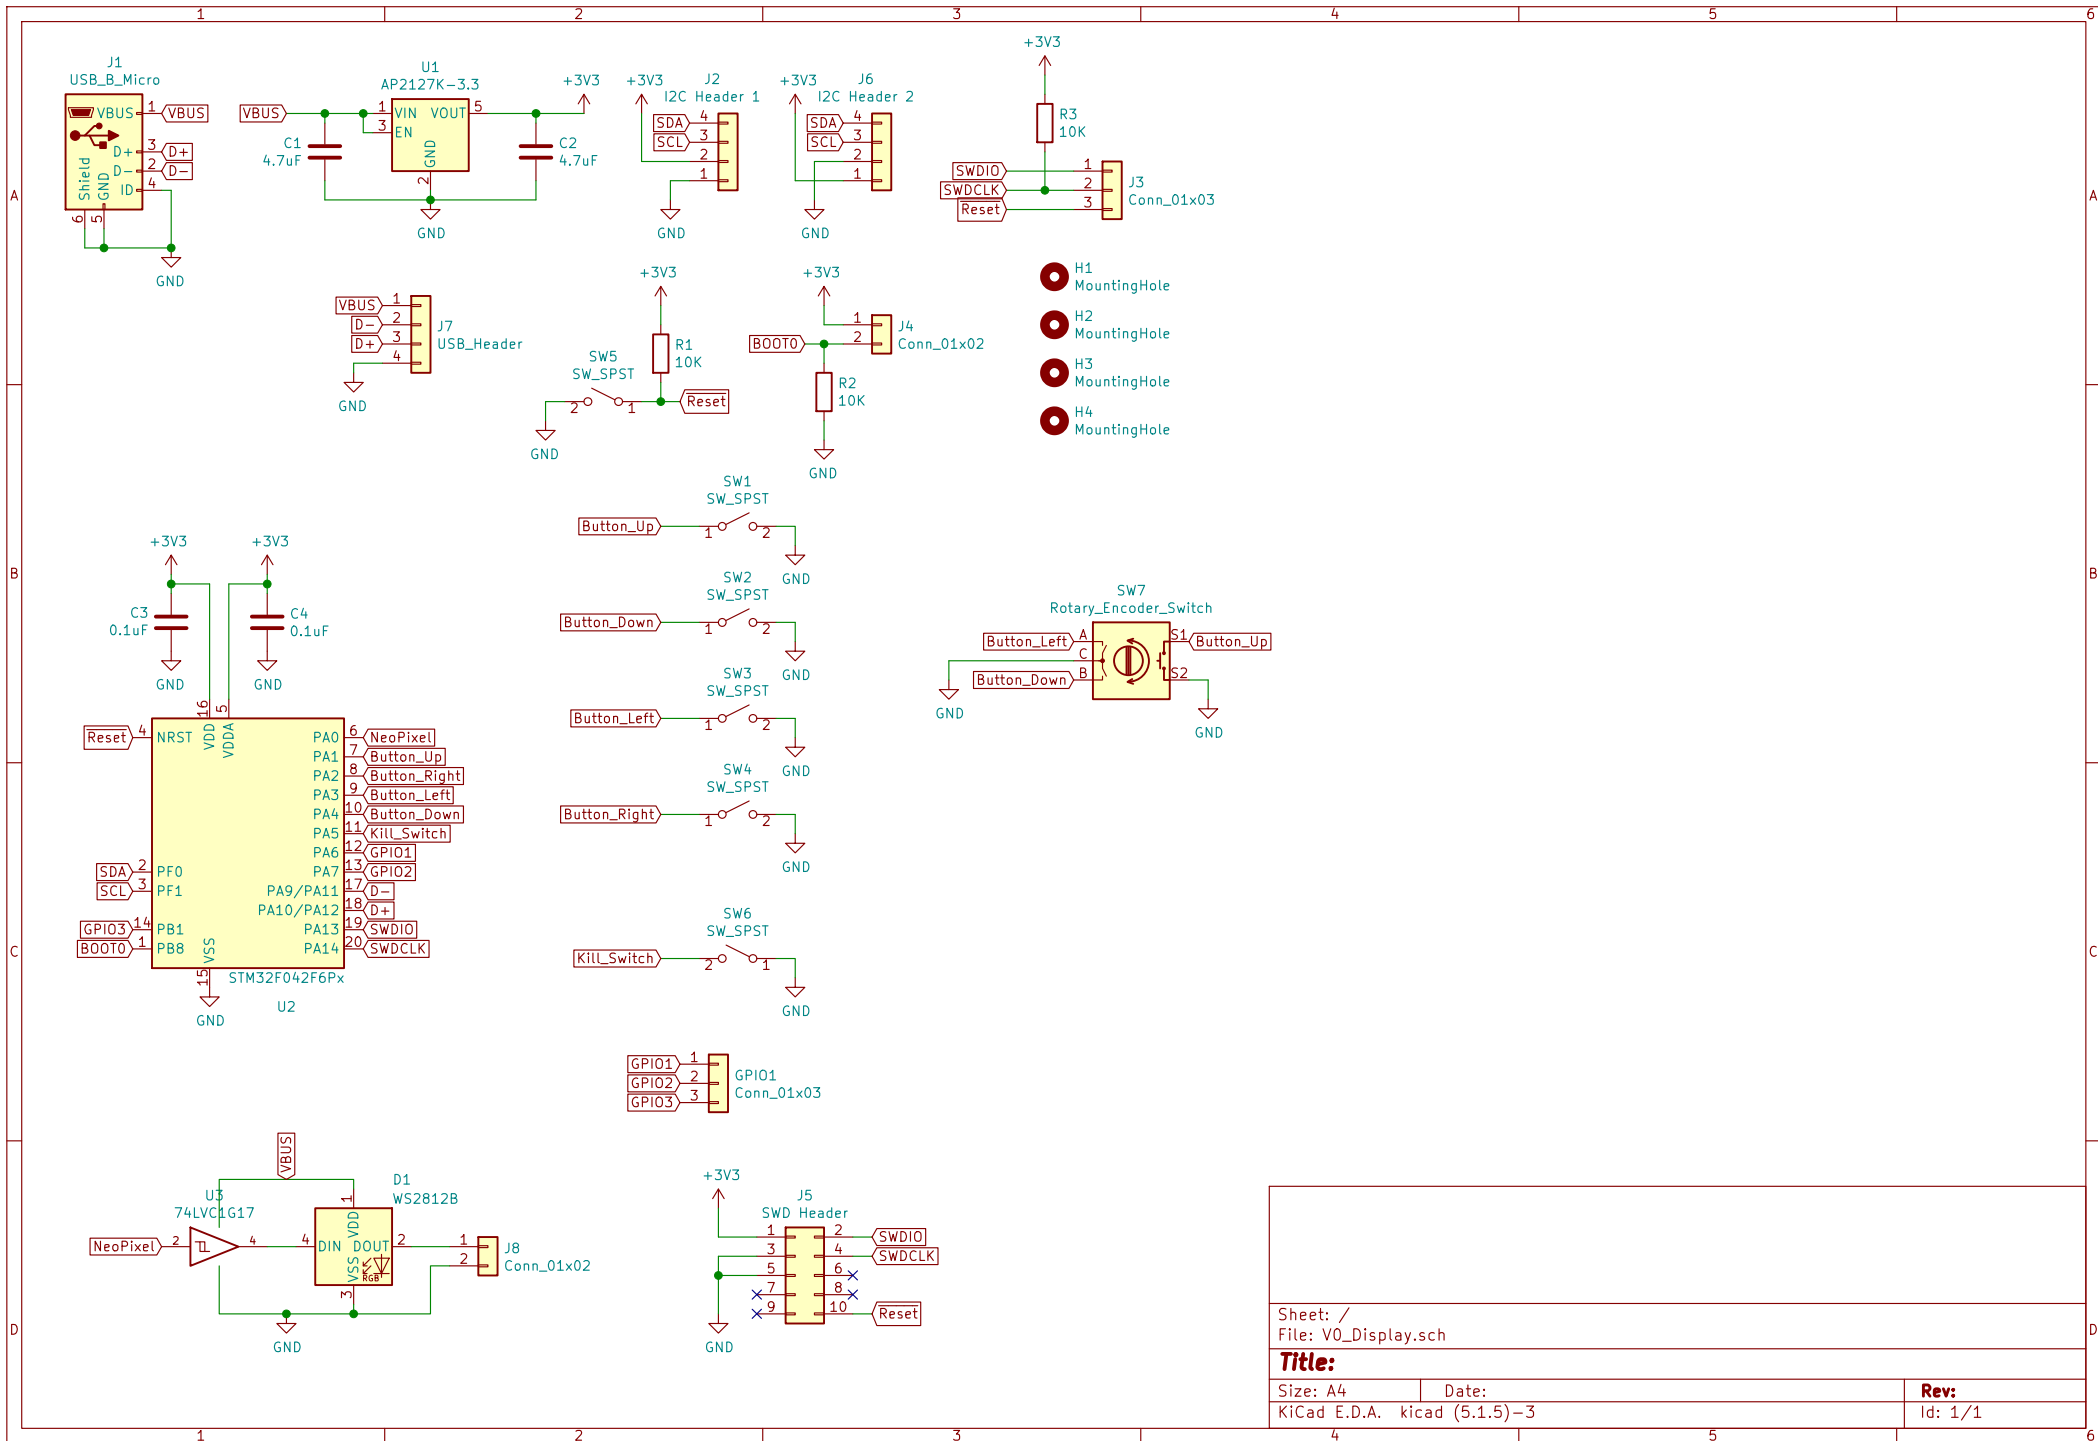 1 2 3 4 5 6
A
B
C
D
J1
USB_B_Micro
VBUS 1 VBUS
D+ 3 D+
D- 2 D-
ID 4
Shield
GND
6 5
GND
U1
AP2127K-3.3
VBUS
1 VIN VOUT 5
3 EN
GND
2
C1
4.7uF
C2
4.7uF
+3V3
GND
+3V3
J2
I2C Header 1
SDA 4
SCL 3
2
1
GND
+3V3
J6
I2C Header 2
SDA 4
SCL 3
2
1
GND
+3V3
R3
10K
SWDIO 1
SWDCLK 2
Reset 3
J3
Conn_01x03
H1
MountingHole
H2
MountingHole
H3
MountingHole
H4
MountingHole
VBUS 1
D- 2
D+ 3
4
J7
USB_Header
GND
+3V3
R1
10K
SW5
SW_SPST
2 1
Reset
GND
+3V3
1
BOOT0 2
J4
Conn_01x02
R2
10K
GND
SW1
SW_SPST
Button_Up 1 2
GND
SW2
SW_SPST
Button_Down 1 2
GND
SW3
SW_SPST
Button_Left 1 2
GND
SW4
SW_SPST
Button_Right 1 2
GND
SW6
SW_SPST
Kill_Switch 2 1
GND
SW7
Rotary_Encoder_Switch
Button_Left A
C
Button_Down B
S1 Button_Up
S2
GND
GND
+3V3
+3V3
C3
0.1uF
C4
0.1uF
GND
GND
16 5
VDD
VDDA
Reset 4 NRST
SDA 2 PF0
SCL 3 PF1
GPIO3 14 PB1
BOOT0 1 PB8
PA0 6 NeoPixel
PA1 7 Button_Up
PA2 8 Button_Right
PA3 9 Button_Left
PA4 10 Button_Down
PA5 11 Kill_Switch
PA6 12 GPIO1
PA7 13 GPIO2
PA9/PA11 17 D-
PA10/PA12 18 D+
PA13 19 SWDIO
PA14 20 SWDCLK
VSS
15
STM32F042F6Px
U2
GND
GPIO1 1
GPIO2 2
GPIO3 3
GPIO1
Conn_01x03
VBUS
U3
74LVC1G17
NeoPixel 2 4
D1
WS2812B
1
VDD
4 DIN DOUT 2
VSS
RGB
3
1
2
J8
Conn_01x02
GND
+3V3
J5
SWD Header
1 2 SWDIO
3 4 SWDCLK
5 6
7 8
9 10 Reset
GND
Sheet: /
File: V0_Display.sch
Title:
Size: A4 Date: Rev:
KiCad E.D.A. kicad (5.1.5)-3 Id: 1/1
A
B
C
D
1 2 3 4 5 6